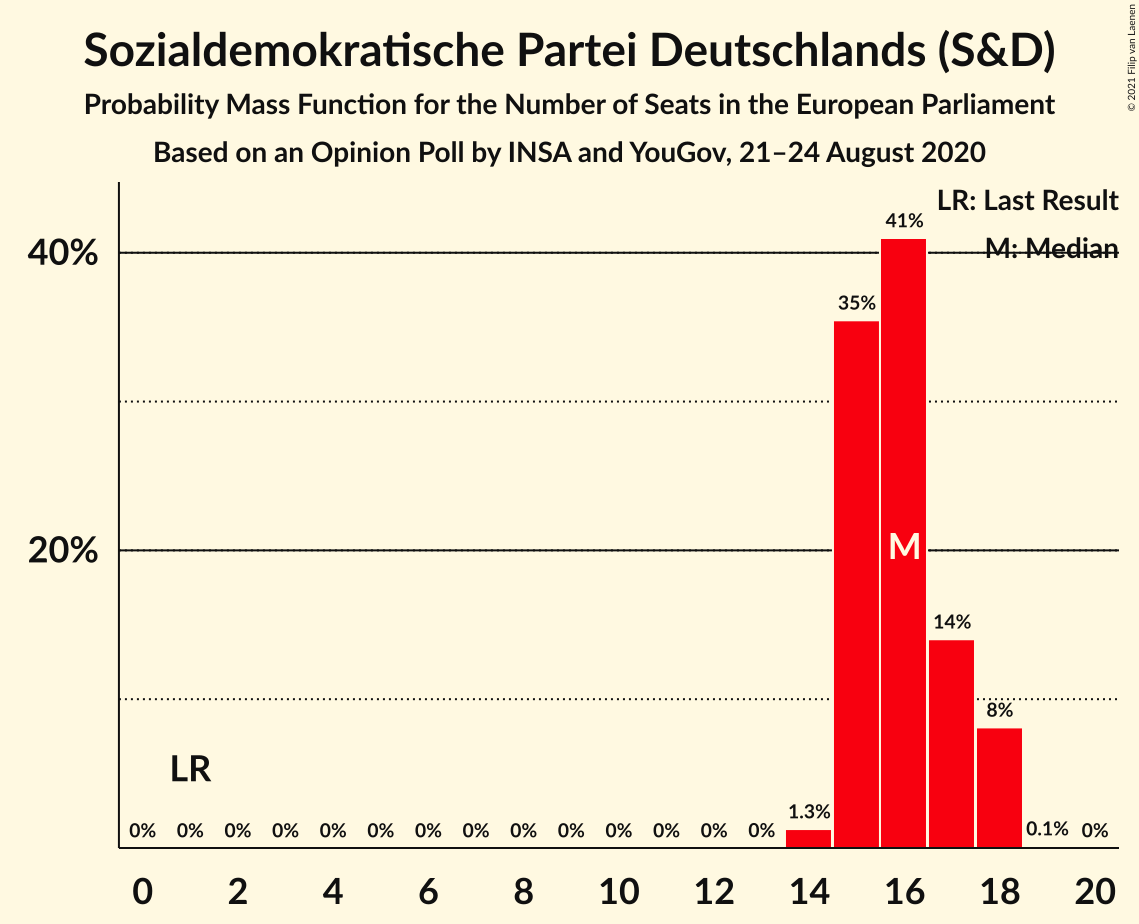 Sozialdemokratische Partei Deutschlands (S&D)
Probability Mass Function for the Number of Seats in the European Parliament
Based on an Opinion Poll by INSA and YouGov, 21–24 August 2020
© 2021 Filip van Laenen
LR: Last Result
M: Median
41%
40%
35%
20%
M
14%
8%
LR
1.3%
0% 0% 0% 0% 0% 0% 0% 0% 0% 0% 0% 0% 0% 0% 0.1% 0%
0 2 4 6 8 10 12 14 16 18 20